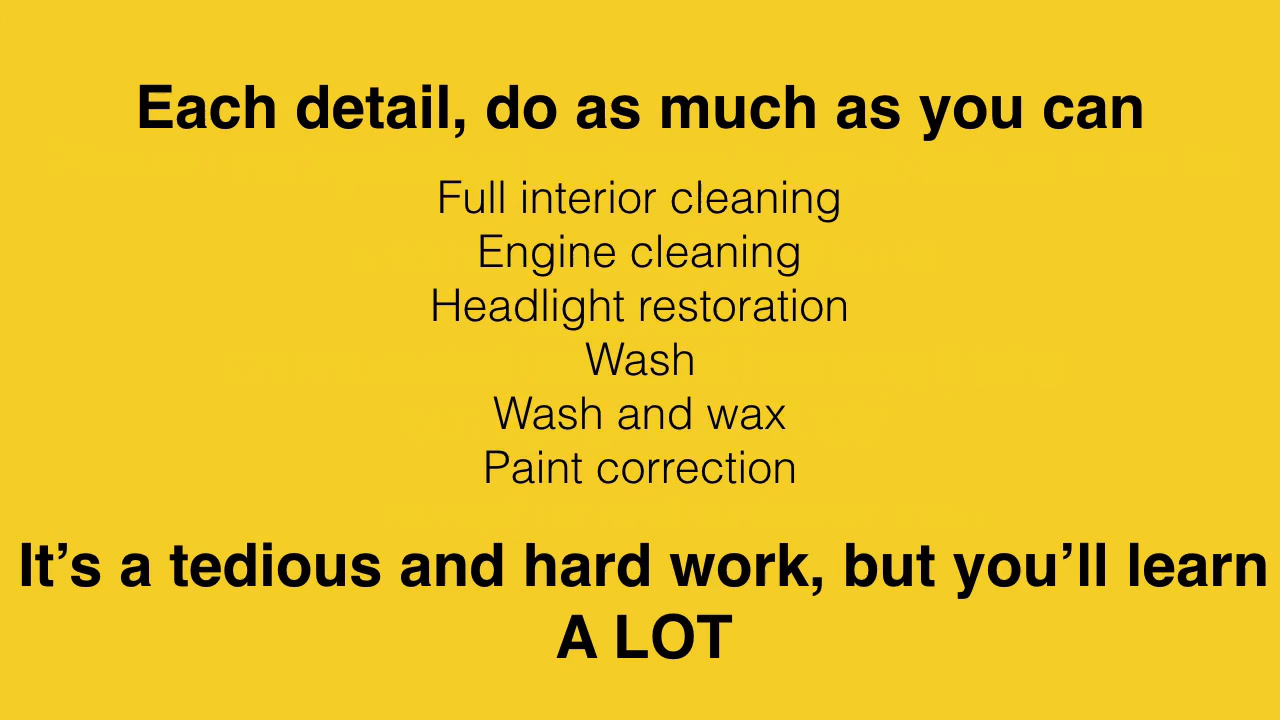 Each detail, do as much as you can
Full interior cleaning
Engine cleaning
Headlight restoration
Wash
Wash and wax
Paint correction
It’s a tedious and hard work, but you’ll learn
A LOT